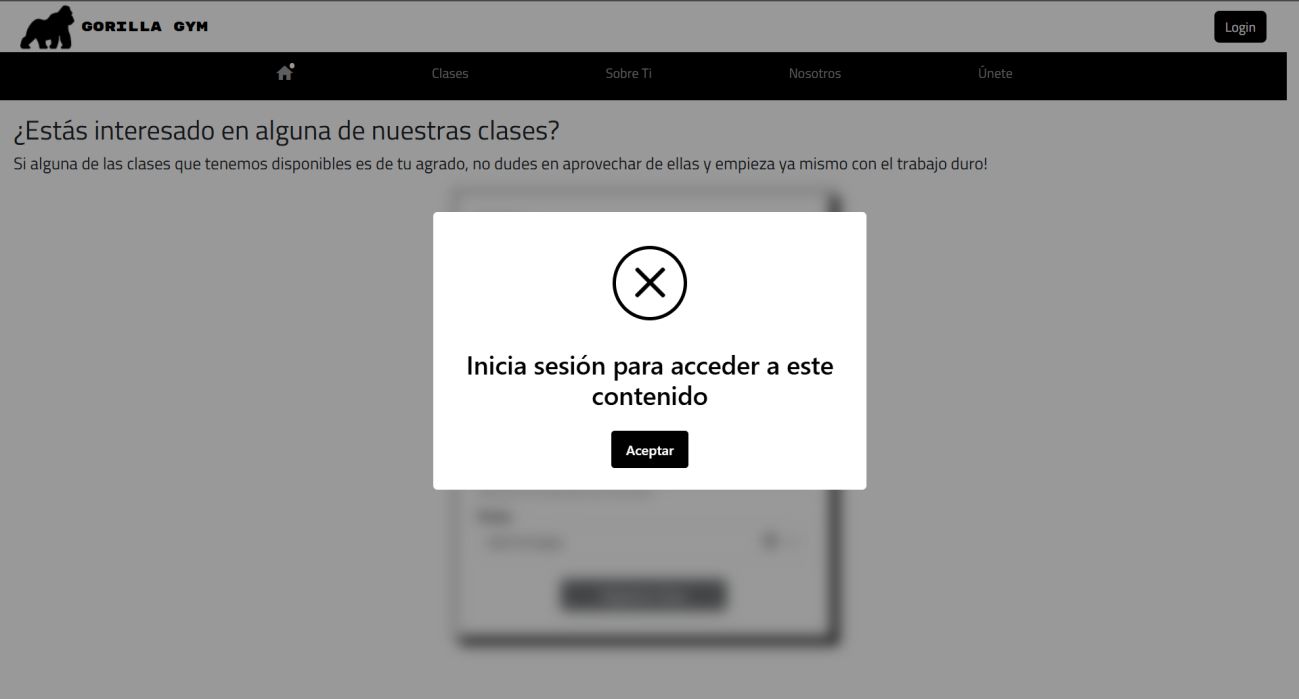 GORILLA GYM
Login
Clases
Sobre Ti
Nosotros
Únete
¿Estás interesado en alguna de nuestras clases?
Si alguna de las clases que tenemos disponibles es de tu agrado, no dudes en aprovechar de ellas y empieza ya mismo con el trabajo duro!
Inicia sesión para acceder a este
contenido
Aceptar